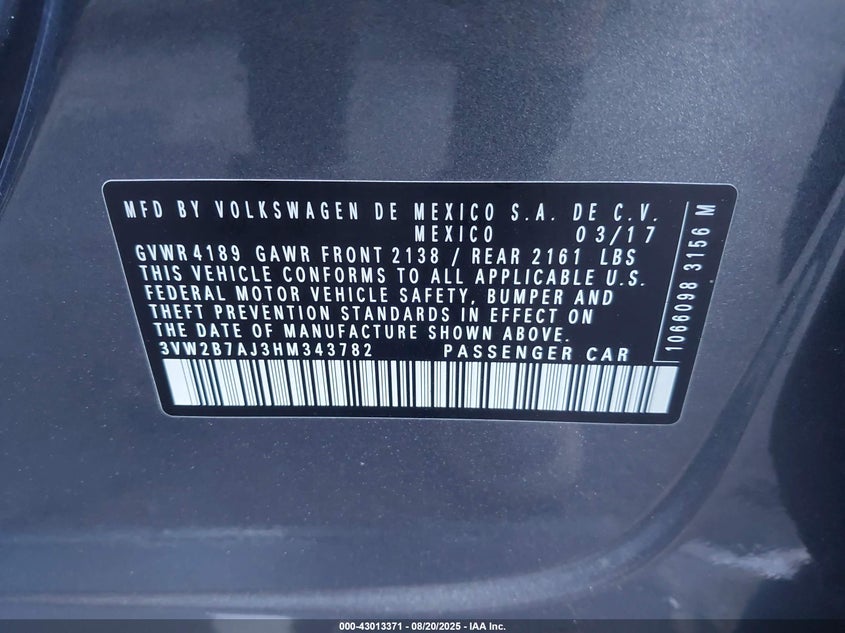 MFD BY VOLKSWAGEN DE MEXICO S.A. DE C.V.
MEXICO 03/17
GVWR 4189 GAWR FRONT 2138 / REAR 2161 LBS
THIS VEHICLE CONFORMS TO ALL APPLICABLE U.S.
FEDERAL MOTOR VEHICLE SAFETY, BUMPER AND
THEFT PREVENTION STANDARDS IN EFFECT ON
THE DATE OF MANUFACTURE SHOWN ABOVE.
3VW2B7AJ3HM343782 PASSENGER CAR
1066098 3156 M
000-43013371 - 08/20/2025 - IAA Inc.